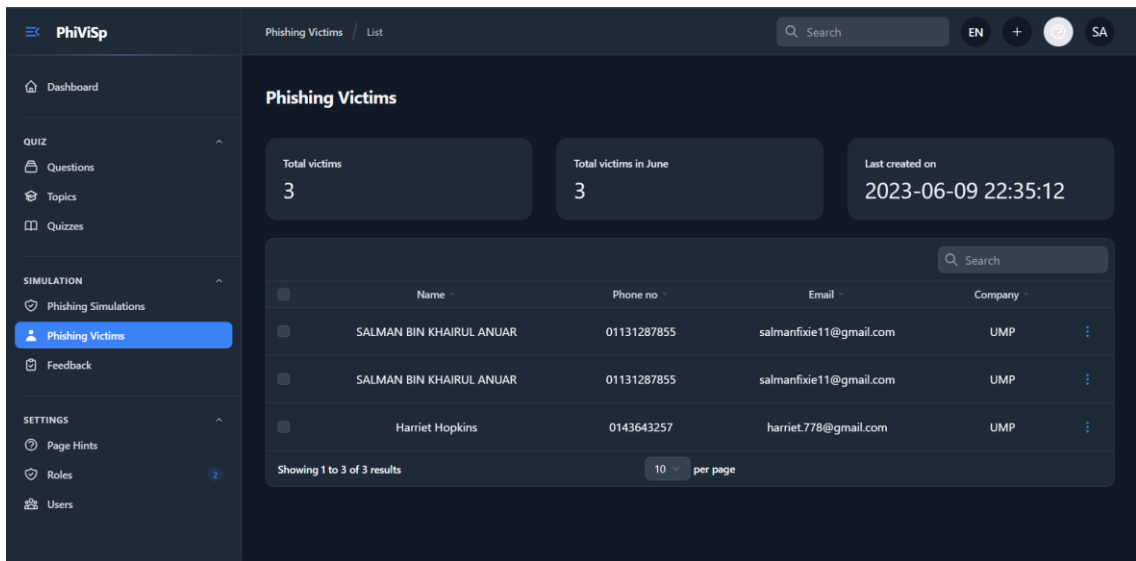 PhiViSp
Phishing Victims / List
Search
EN + SA
Dashboard
QUIZ
Questions
Topics
Quizzes
SIMULATION
Phishing Simulations
Phishing Victims
Feedback
SETTINGS
Page Hints
Roles 2
Users
Phishing Victims
Total victims
3
Total victims in June
3
Last created on
2023-06-09 22:35:12
Search
Name Phone no Email Company
SALMAN BIN KHAIRUL ANUAR 01131287855 salmanfixie11@gmail.com UMP
SALMAN BIN KHAIRUL ANUAR 01131287855 salmanfixie11@gmail.com UMP
Harriet Hopkins 0143643257 harriet.778@gmail.com UMP
Showing 1 to 3 of 3 results 10 per page